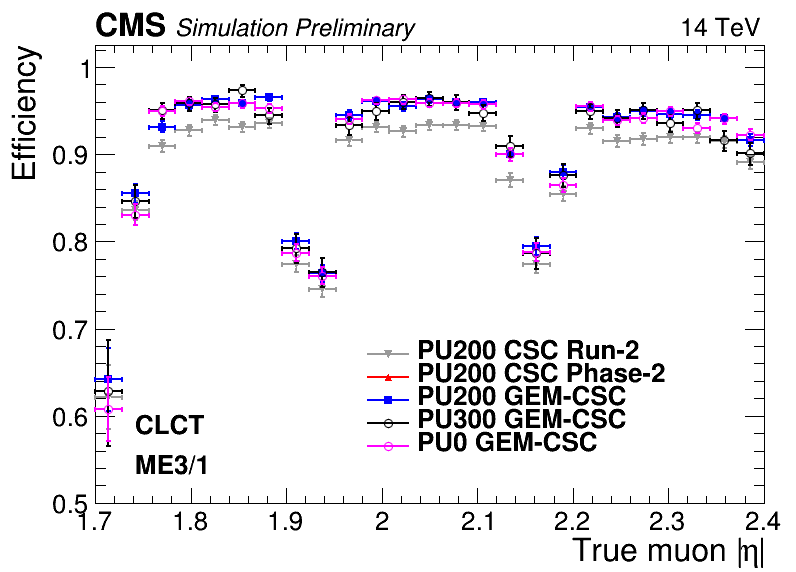 CMS Simulation Preliminary 14 TeV
Efficiency
1
0.9
0.8
0.7
0.6
0.5
PU200 CSC Run-2
PU200 CSC Phase-2
PU200 GEM-CSC
PU300 GEM-CSC
PU0 GEM-CSC
CLCT
ME3/1
1.7 1.8 1.9 2 2.1 2.2 2.3 2.4
True muon |η|